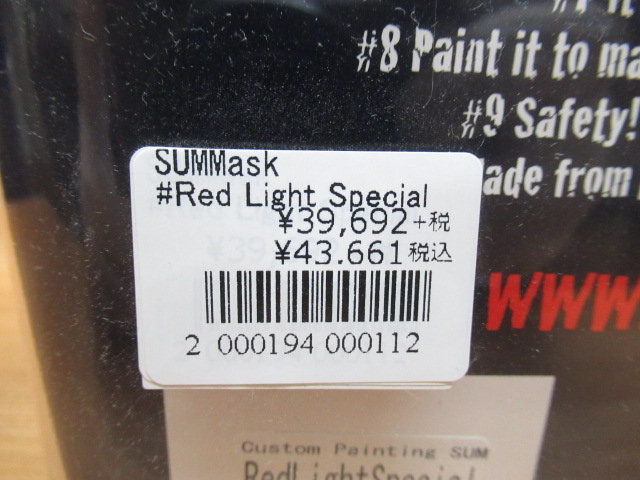 #8 Paint it to ma
#9 Safety!
ade from
SUMMask
#Red Light Special
¥39,692+税
¥43,661税込
WWW
2 000194 000112
Custom Painting SUM
RedLightSpecial